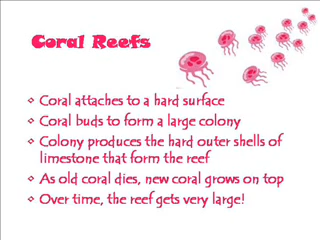 Coral Reefs
• Coral attaches to a hard surface
• Coral buds to form a large colony
• Colony produces the hard outer shells of
limestone that form the reef
• As old coral dies, new coral grows on top
• Over time, the reef gets very large!